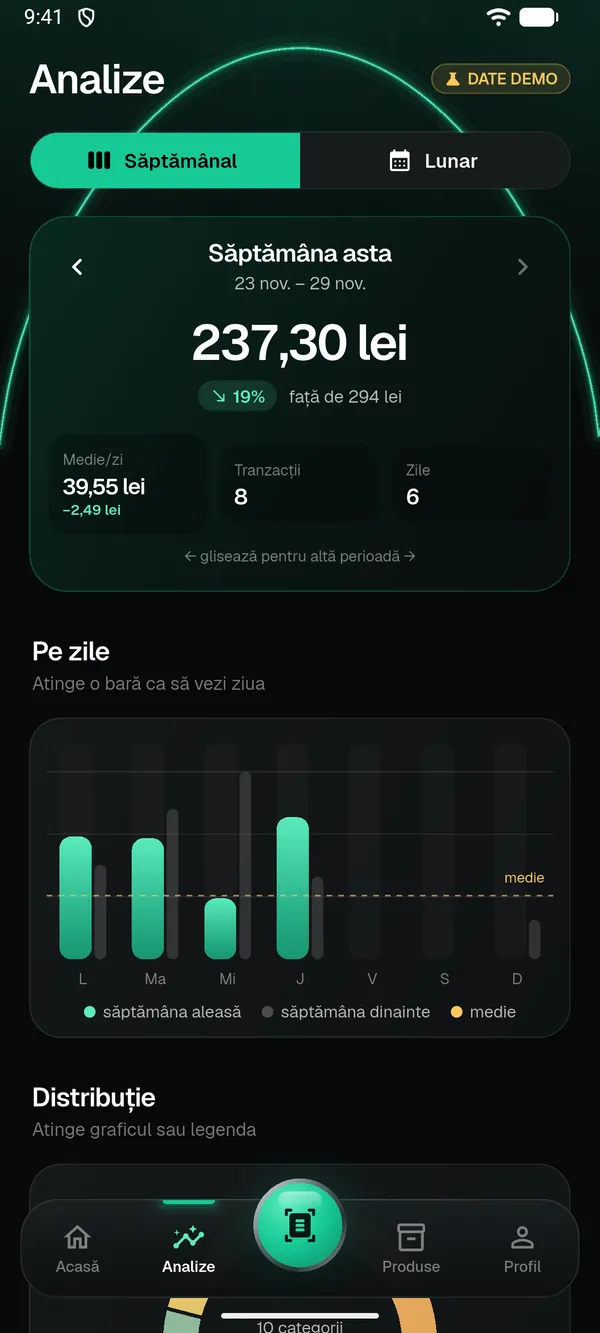 9:41
Analize
DATE DEMO
Săptămânal
Lunar
Săptămâna asta
23 nov. – 29 nov.
237,30 lei
↘ 19% față de 294 lei
Medie/zi
39,55 lei
−2,49 lei
Tranzacții
8
Zile
6
← glisează pentru altă perioadă →
Pe zile
Atinge o bară ca să vezi ziua
medie
L Ma Mi J V S D
săptămâna aleasă
săptămâna dinainte
medie
Distribuție
Atinge graficul sau legenda
Acasă
Analize
Produse
Profil
10 categorii